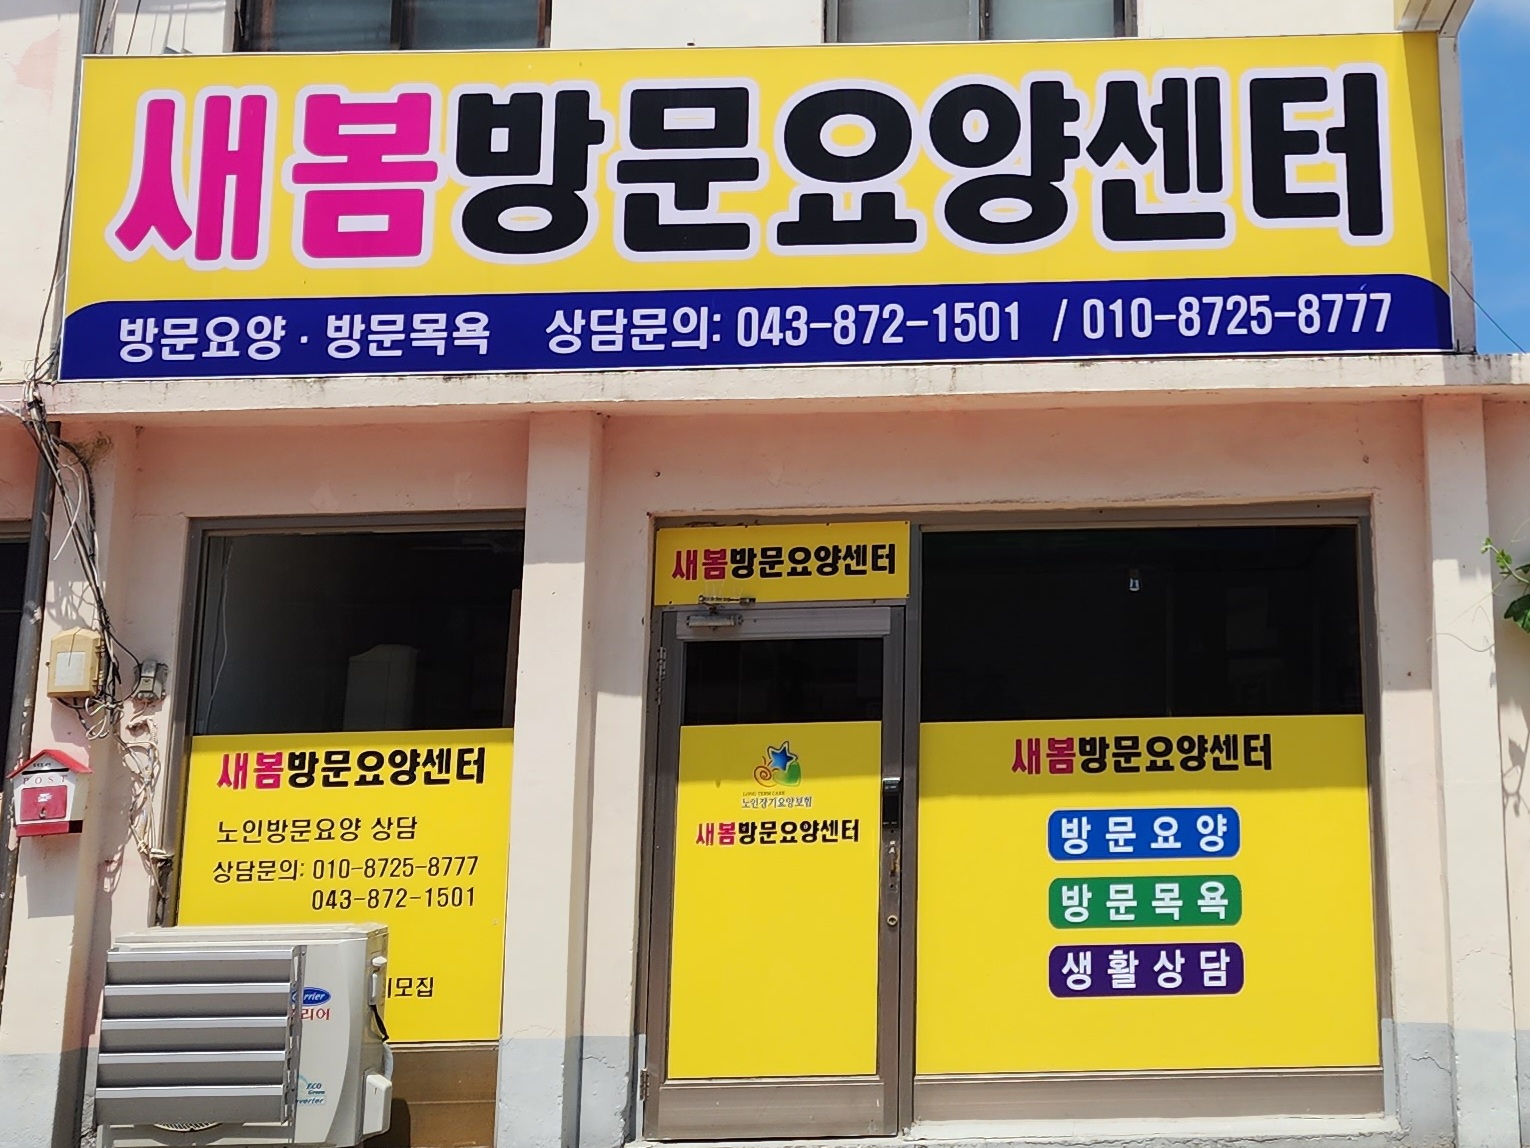 새봄방문요양센터
방문요양 · 방문목욕 상담문의: 043-872-1501 / 010-8725-8777
새봄방문요양센터
새봄방문요양센터
노인방문요양 상담
상담문의: 010-8725-8777
043-872-1501
모집
POST
캐리어
ECO
LONG TERM CARE
노인장기요양보험
새봄방문요양센터
새봄방문요양센터
방문요양
방문목욕
생활상담